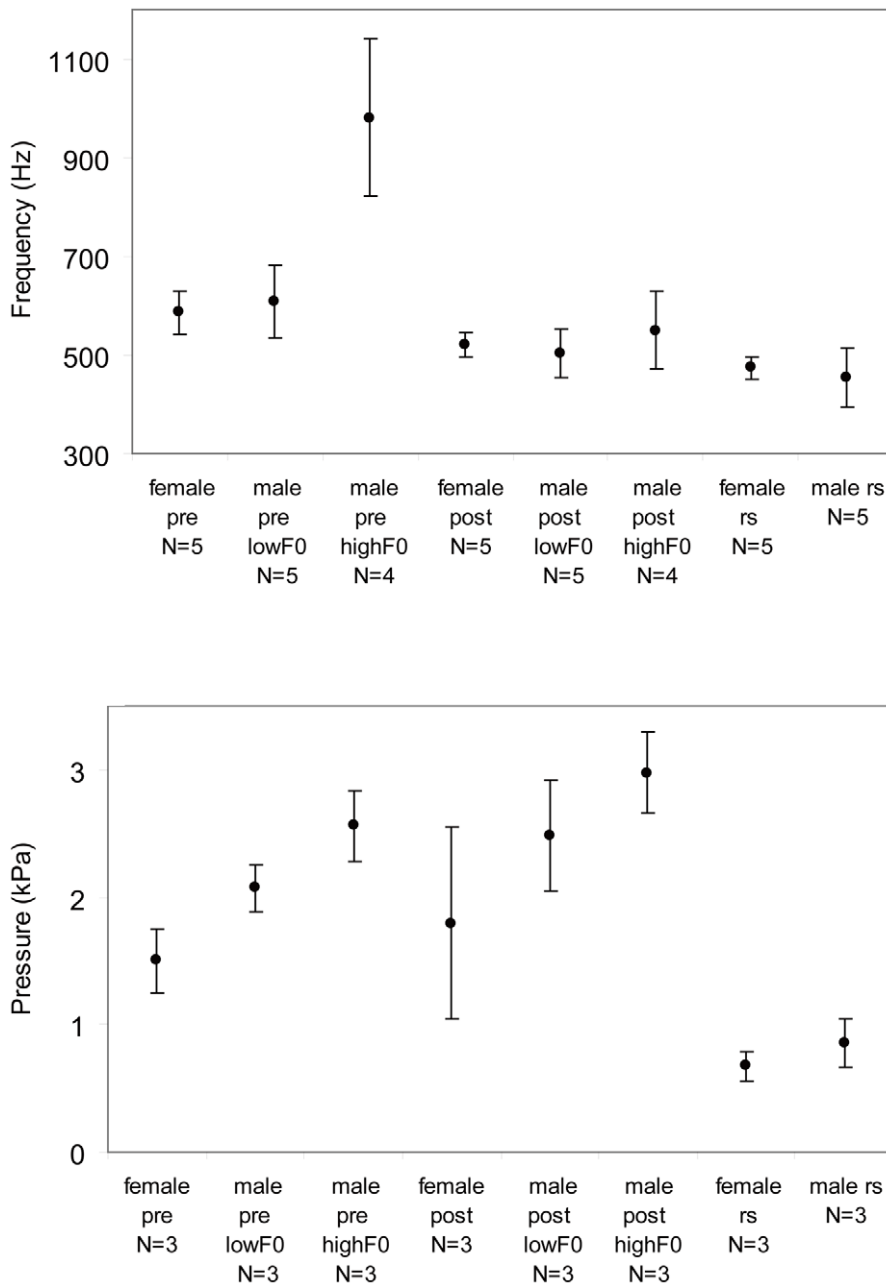 Frequency (Hz)
1100
900
700
500
300
female
pre
N=5
male
pre
lowF0
N=5
male
pre
highF0
N=4
female
post
N=5
male
post
lowF0
N=5
male
post
highF0
N=4
female
rs
N=5
male rs
N=5
Pressure (kPa)
3
2
1
0
female
pre
N=3
male
pre
lowF0
N=3
male
pre
highF0
N=3
female
post
N=3
male
post
lowF0
N=3
male
post
highF0
N=3
female
rs
N=3
male rs
N=3